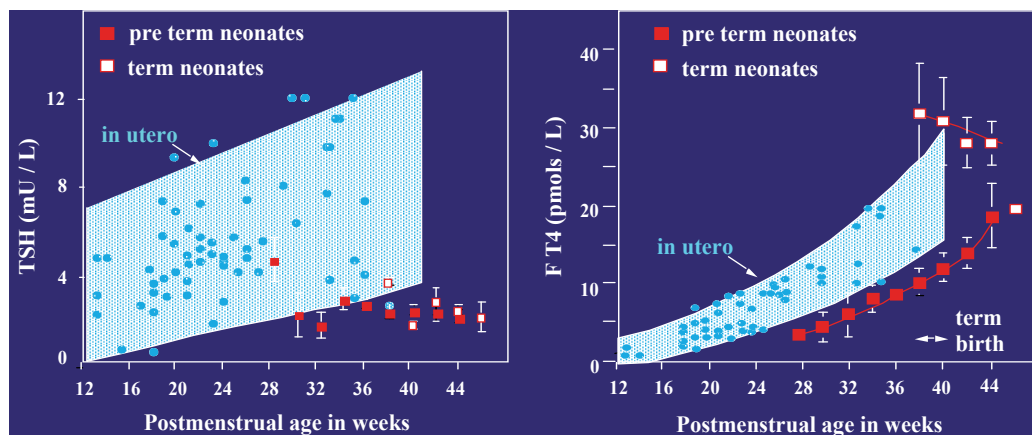 pre term neonates
term neonates
in utero
TSH (mU / L)
12
8
4
0
12 16 20 24 28 32 36 40 44
Postmenstrual age in weeks
pre term neonates
term neonates
in utero
term
birth
F T4 (pmols / L)
40
30
20
10
0
12 16 20 24 28 32 36 40 44
Postmenstrual age in weeks